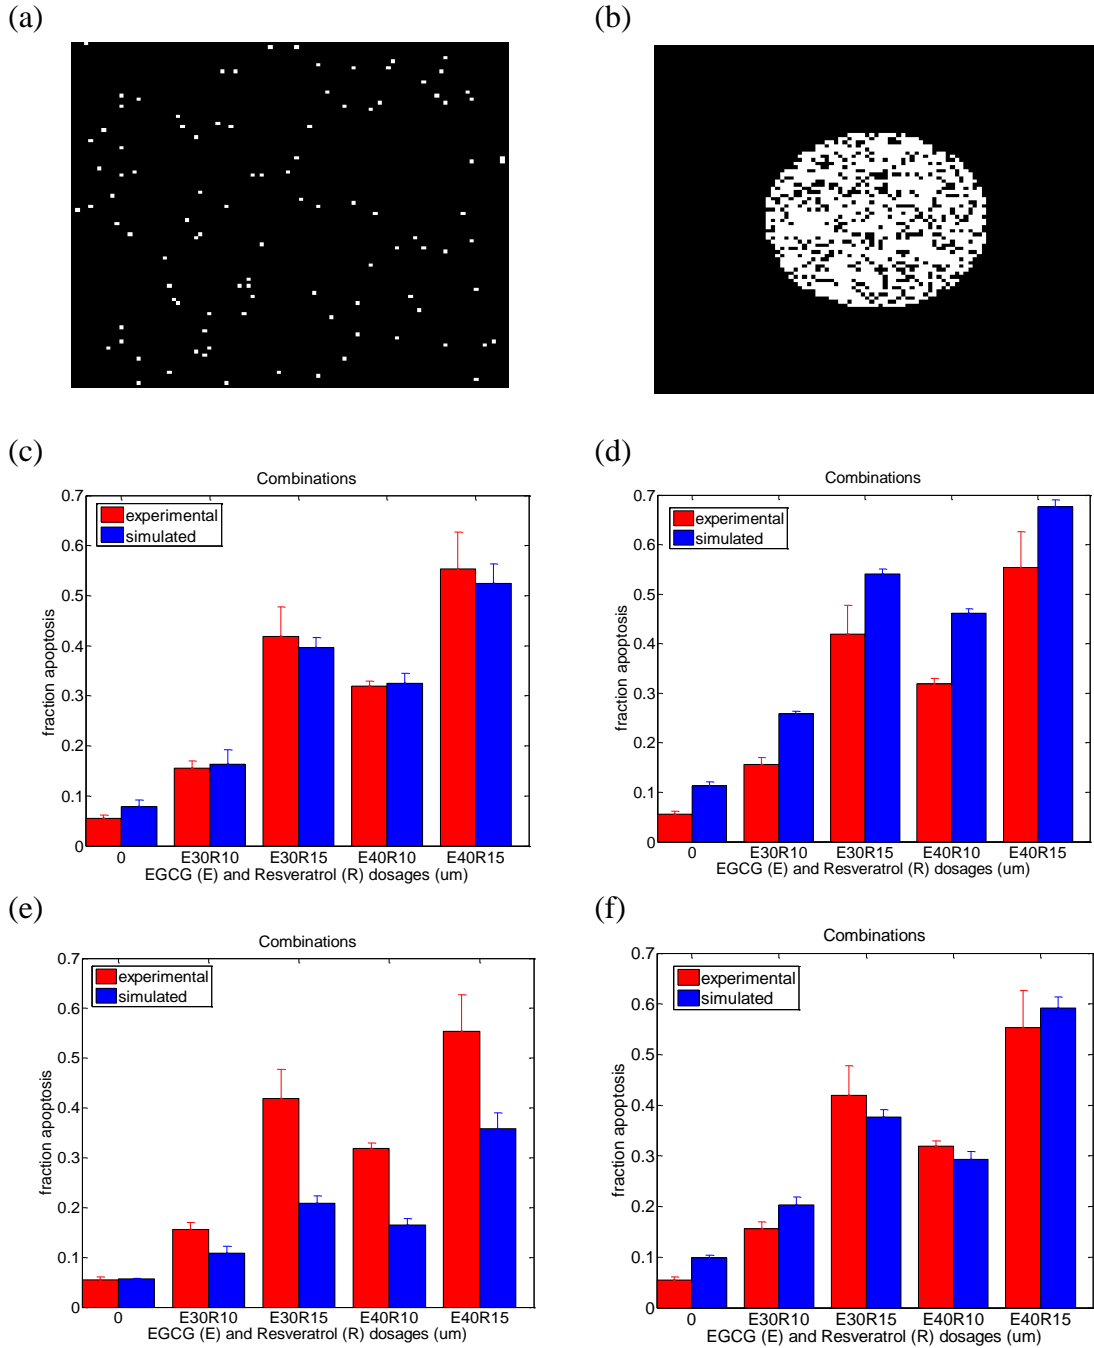 (a)
(b)
(c)
Combinations
0.7
0.6
0.5
0.4
0.3
0.2
0.1
0
fraction apoptosis
experimental
simulated
0 E30R10 E30R15 E40R10 E40R15
EGCG (E) and Resveratrol (R) dosages (um)
(d)
Combinations
0.7
0.6
0.5
0.4
0.3
0.2
0.1
0
fraction apoptosis
experimental
simulated
0 E30R10 E30R15 E40R10 E40R15
EGCG (E) and Resveratrol (R) dosages (um)
(e)
Combinations
0.7
0.6
0.5
0.4
0.3
0.2
0.1
0
fraction apoptosis
experimental
simulated
0 E30R10 E30R15 E40R10 E40R15
EGCG (E) and Resveratrol (R) dosages (um)
(f)
Combinations
0.7
0.6
0.5
0.4
0.3
0.2
0.1
0
fraction apoptosis
experimental
simulated
0 E30R10 E30R15 E40R10 E40R15
EGCG (E) and Resveratrol (R) dosages (um)